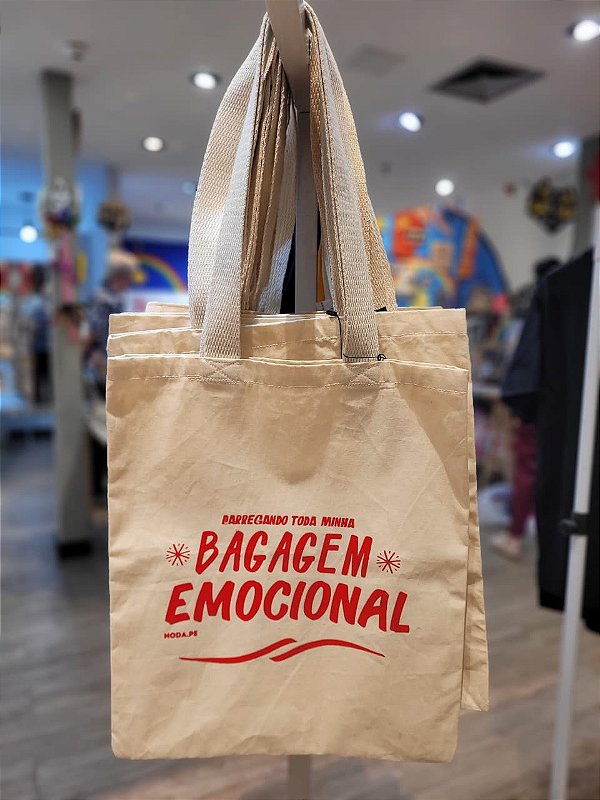 CARREGANDO TODA MINHA
BAGAGEM
EMOCIONAL
MODA.PE